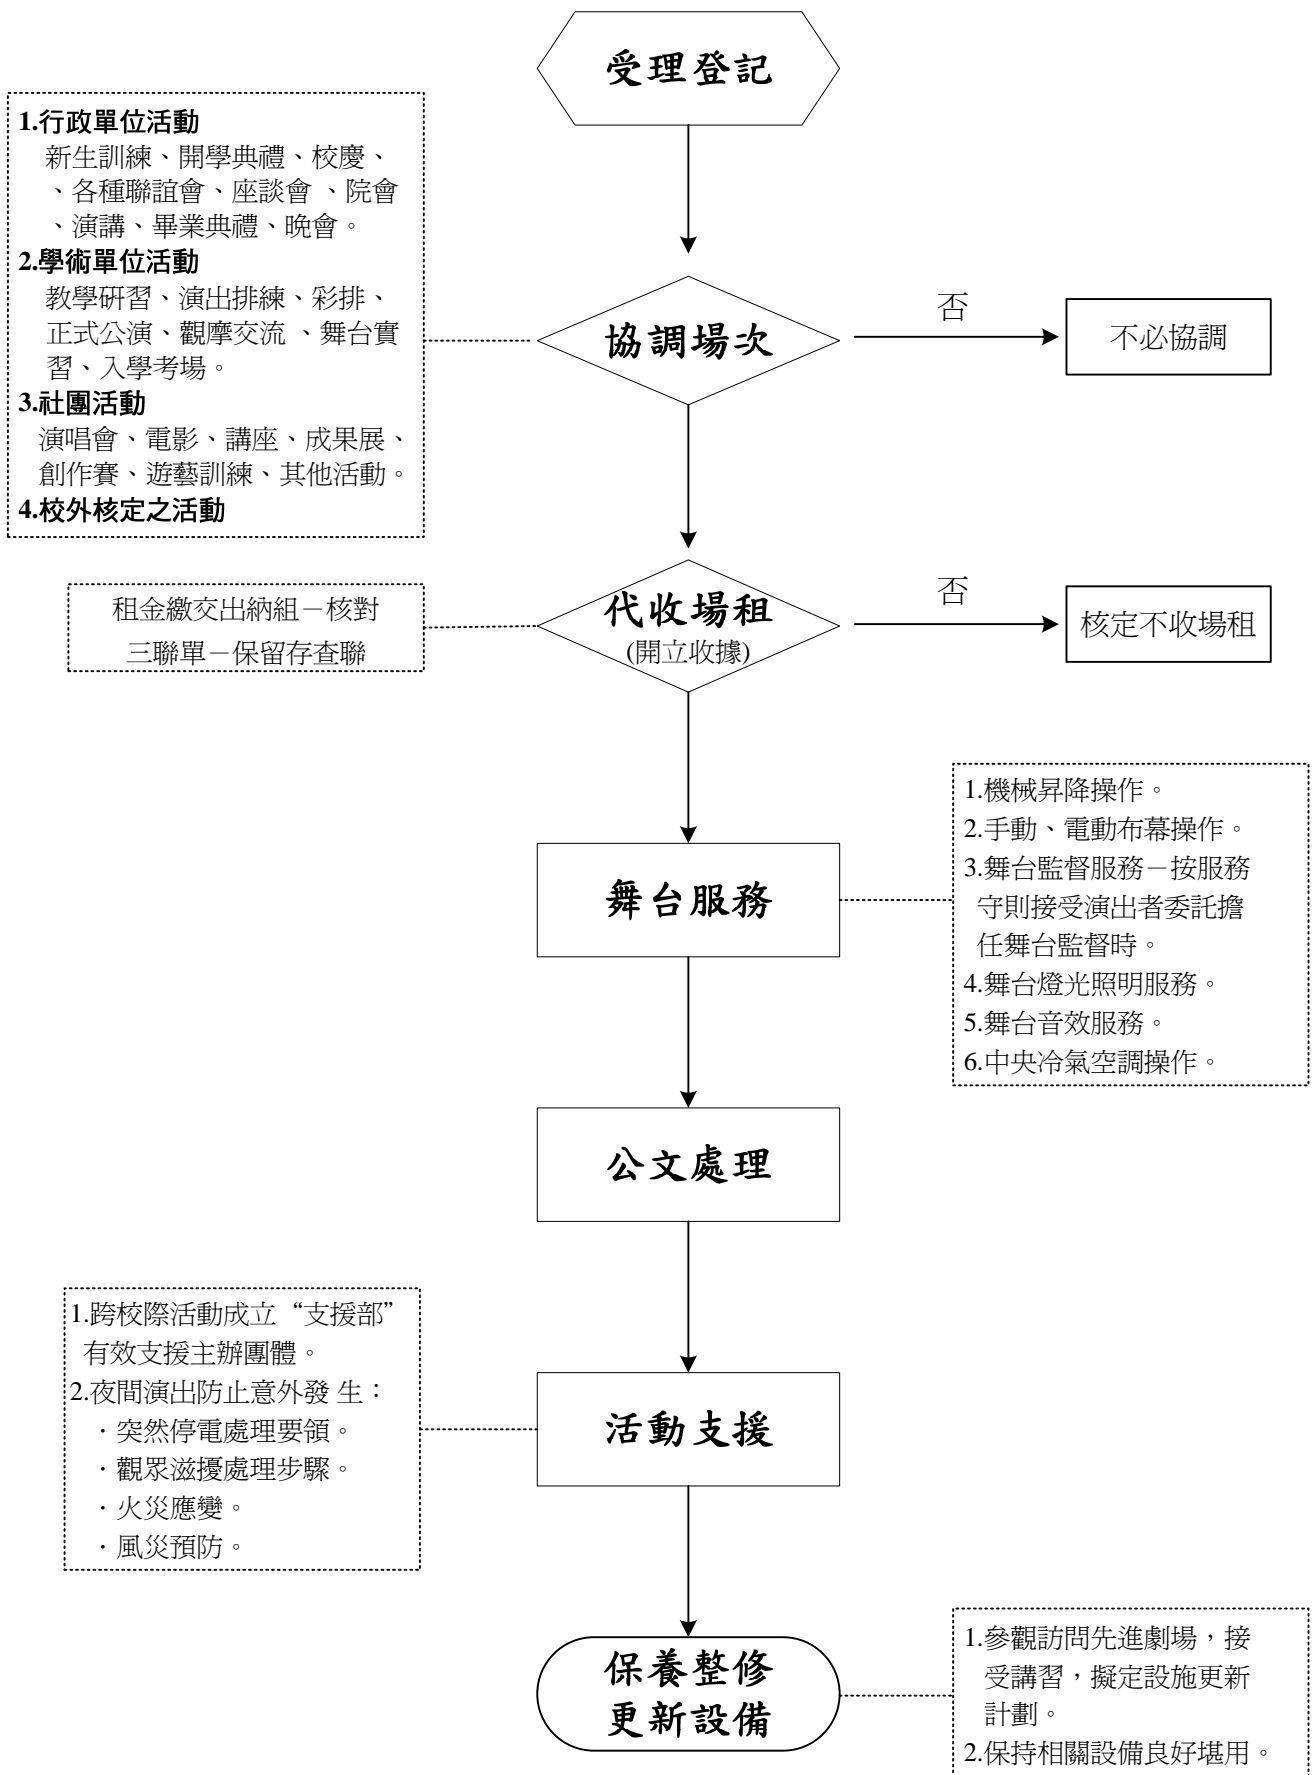 受理登記
1.行政單位活動
新生訓練、開學典禮、校慶、
、各種聯誼會、座談會 、院會
、演講、畢業典禮、晚會。
2.學術單位活動
教學研習、演出排練、彩排、
正式公演、觀摩交流 、舞台實
習、入學考場。
3.社團活動
演唱會、電影、講座、成果展、
創作賽、遊藝訓練、其他活動。
4.校外核定之活動
協調場次
否
不必協調
租金繳交出納組－核對
三聯單－保留存查聯
代收場租
(開立收據)
否
核定不收場租
舞台服務
1.機械昇降操作。
2.手動、電動布幕操作。
3.舞台監督服務－按服務
守則接受演出者委託擔
任舞台監督時。
4.舞台燈光照明服務。
5.舞台音效服務。
6.中央冷氣空調操作。
公文處理
1.跨校際活動成立“支援部”
有效支援主辦團體。
2.夜間演出防止意外發 生：
．突然停電處理要領。
．觀眾滋擾處理步驟。
．火災應變。
．風災預防。
活動支援
保養整修
更新設備
1.參觀訪問先進劇場，接
受講習，擬定設施更新
計劃。
2.保持相關設備良好堪用。